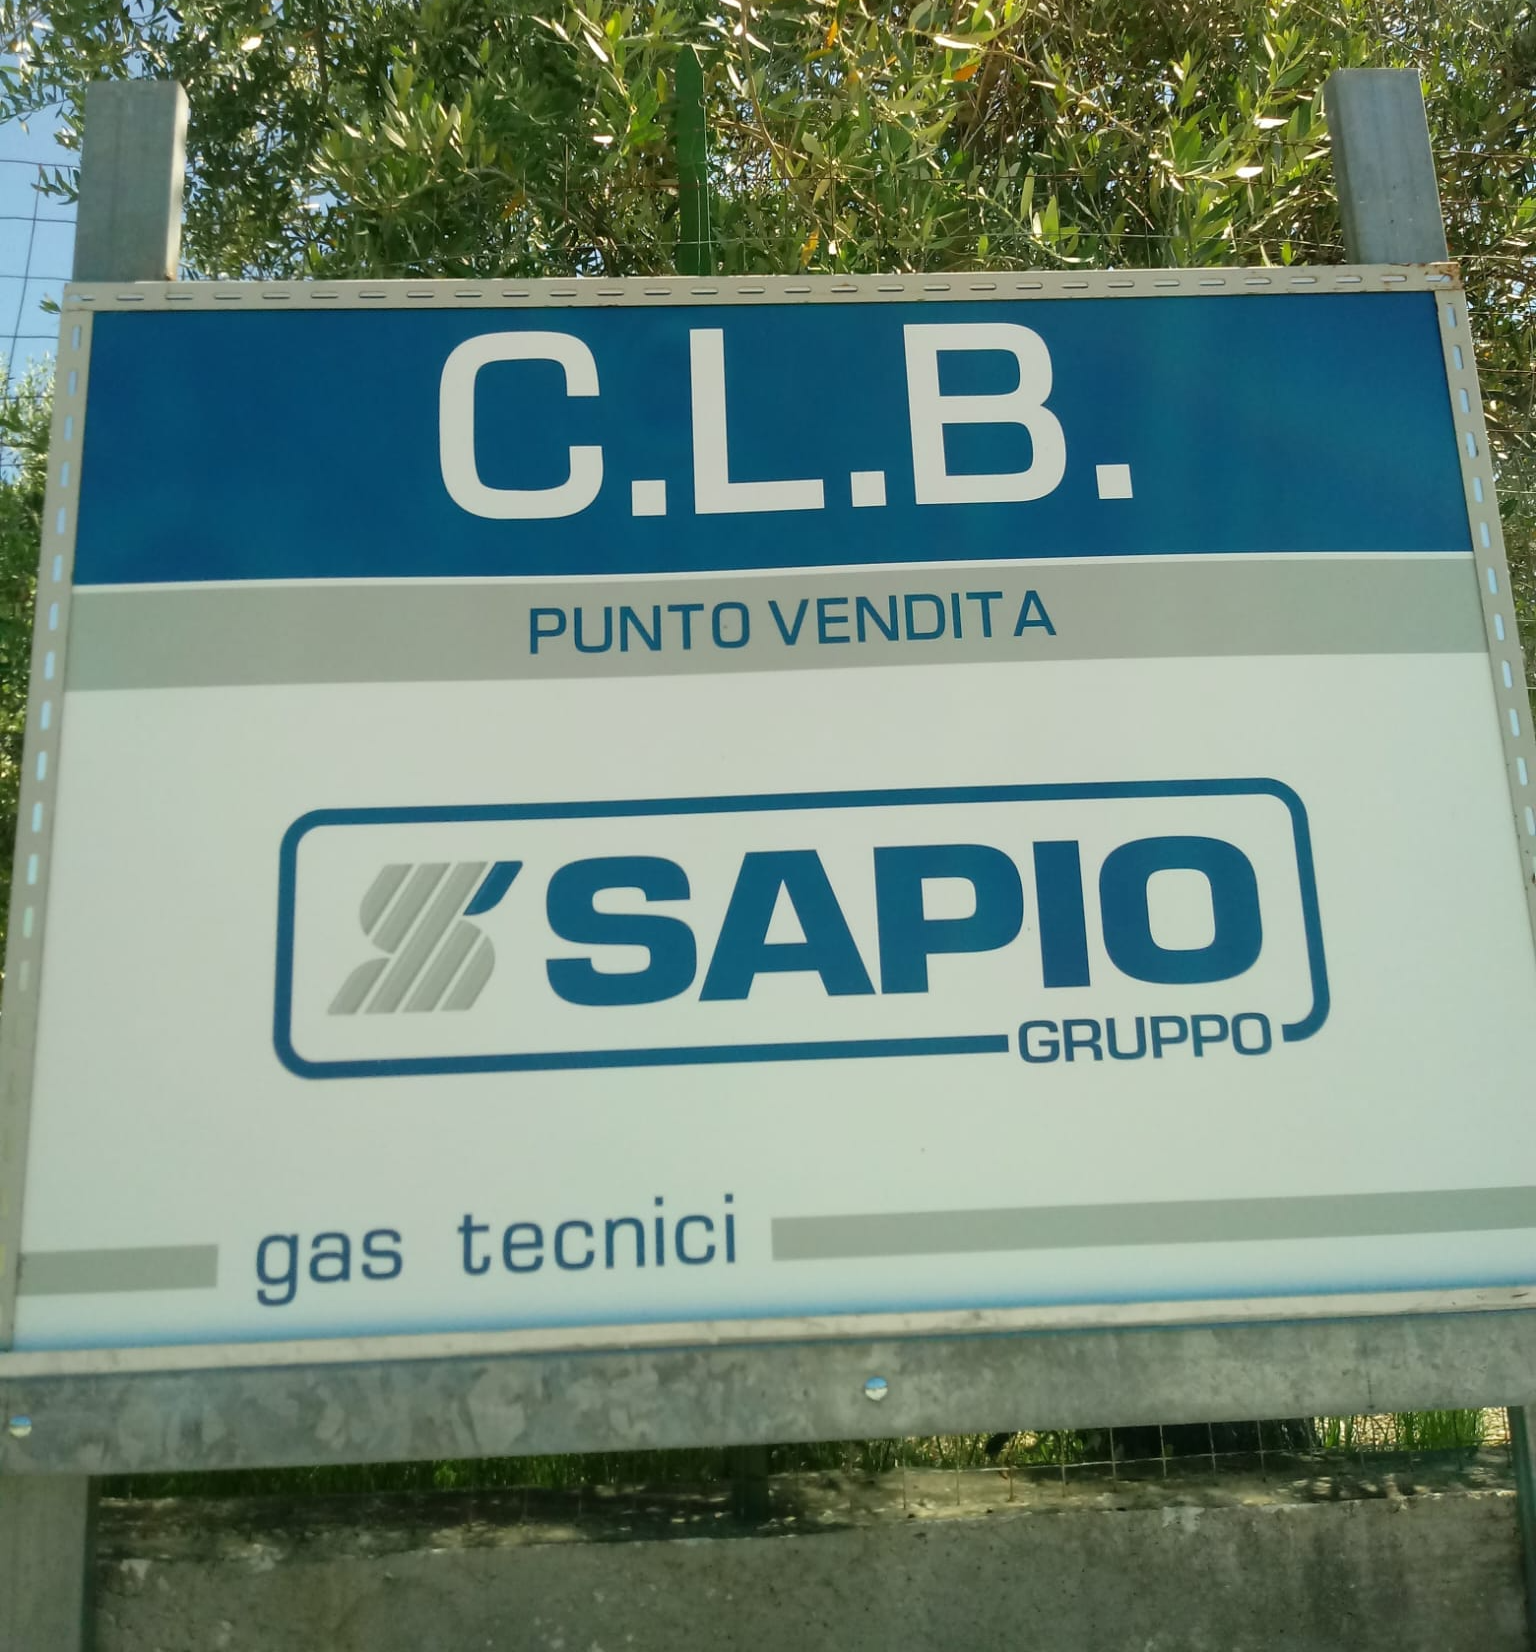 C.L.B.
PUNTO VENDITA
SAPIO
GRUPPO
gas tecnici